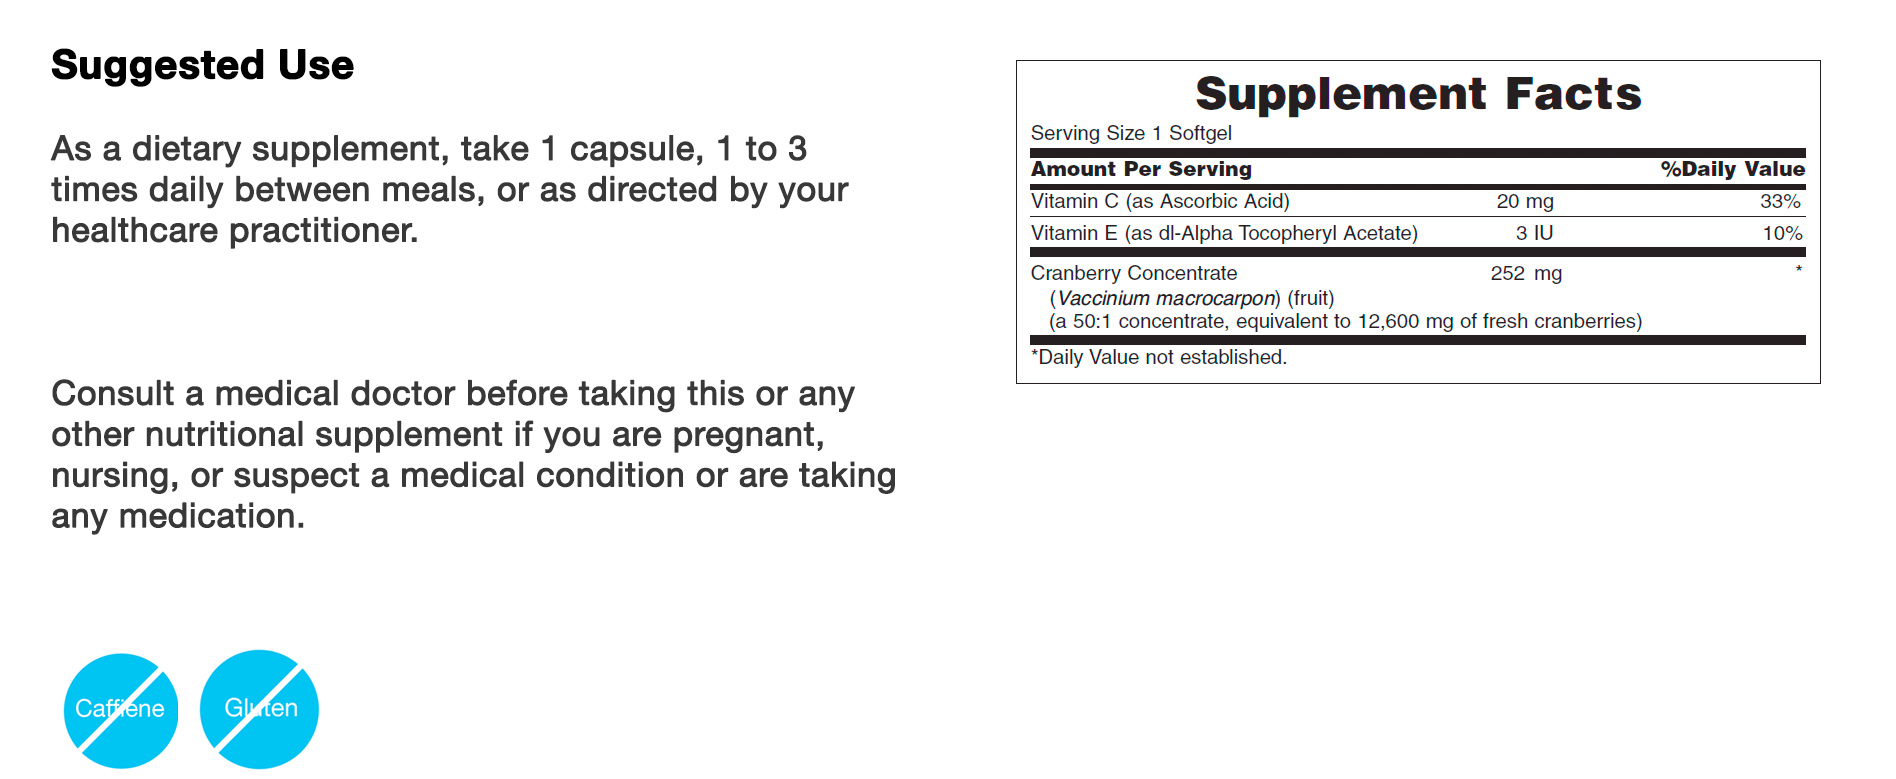 Suggested Use
As a dietary supplement, take 1 capsule, 1 to 3
times daily between meals, or as directed by your
healthcare practitioner.
Consult a medical doctor before taking this or any
other nutritional supplement if you are pregnant,
nursing, or suspect a medical condition or are taking
any medication.
Caffiene
Gluten
Supplement Facts
Serving Size 1 Softgel
Amount Per Serving %Daily Value
Vitamin C (as Ascorbic Acid) 20 mg 33%
Vitamin E (as dl-Alpha Tocopheryl Acetate) 3 IU 10%
Cranberry Concentrate 252 mg *
(Vaccinium macrocarpon) (fruit)
(a 50:1 concentrate, equivalent to 12,600 mg of fresh cranberries)
*Daily Value not established.